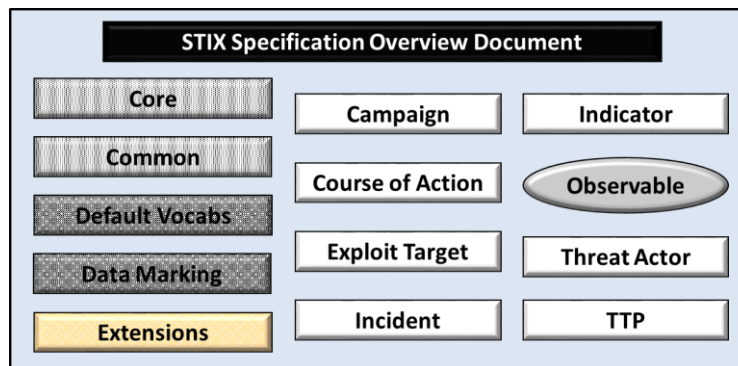 STIX Specification Overview Document
Core
Common
Default Vocabs
Data Marking
Extensions
Campaign
Course of Action
Exploit Target
Incident
Indicator
Observable
Threat Actor
TTP